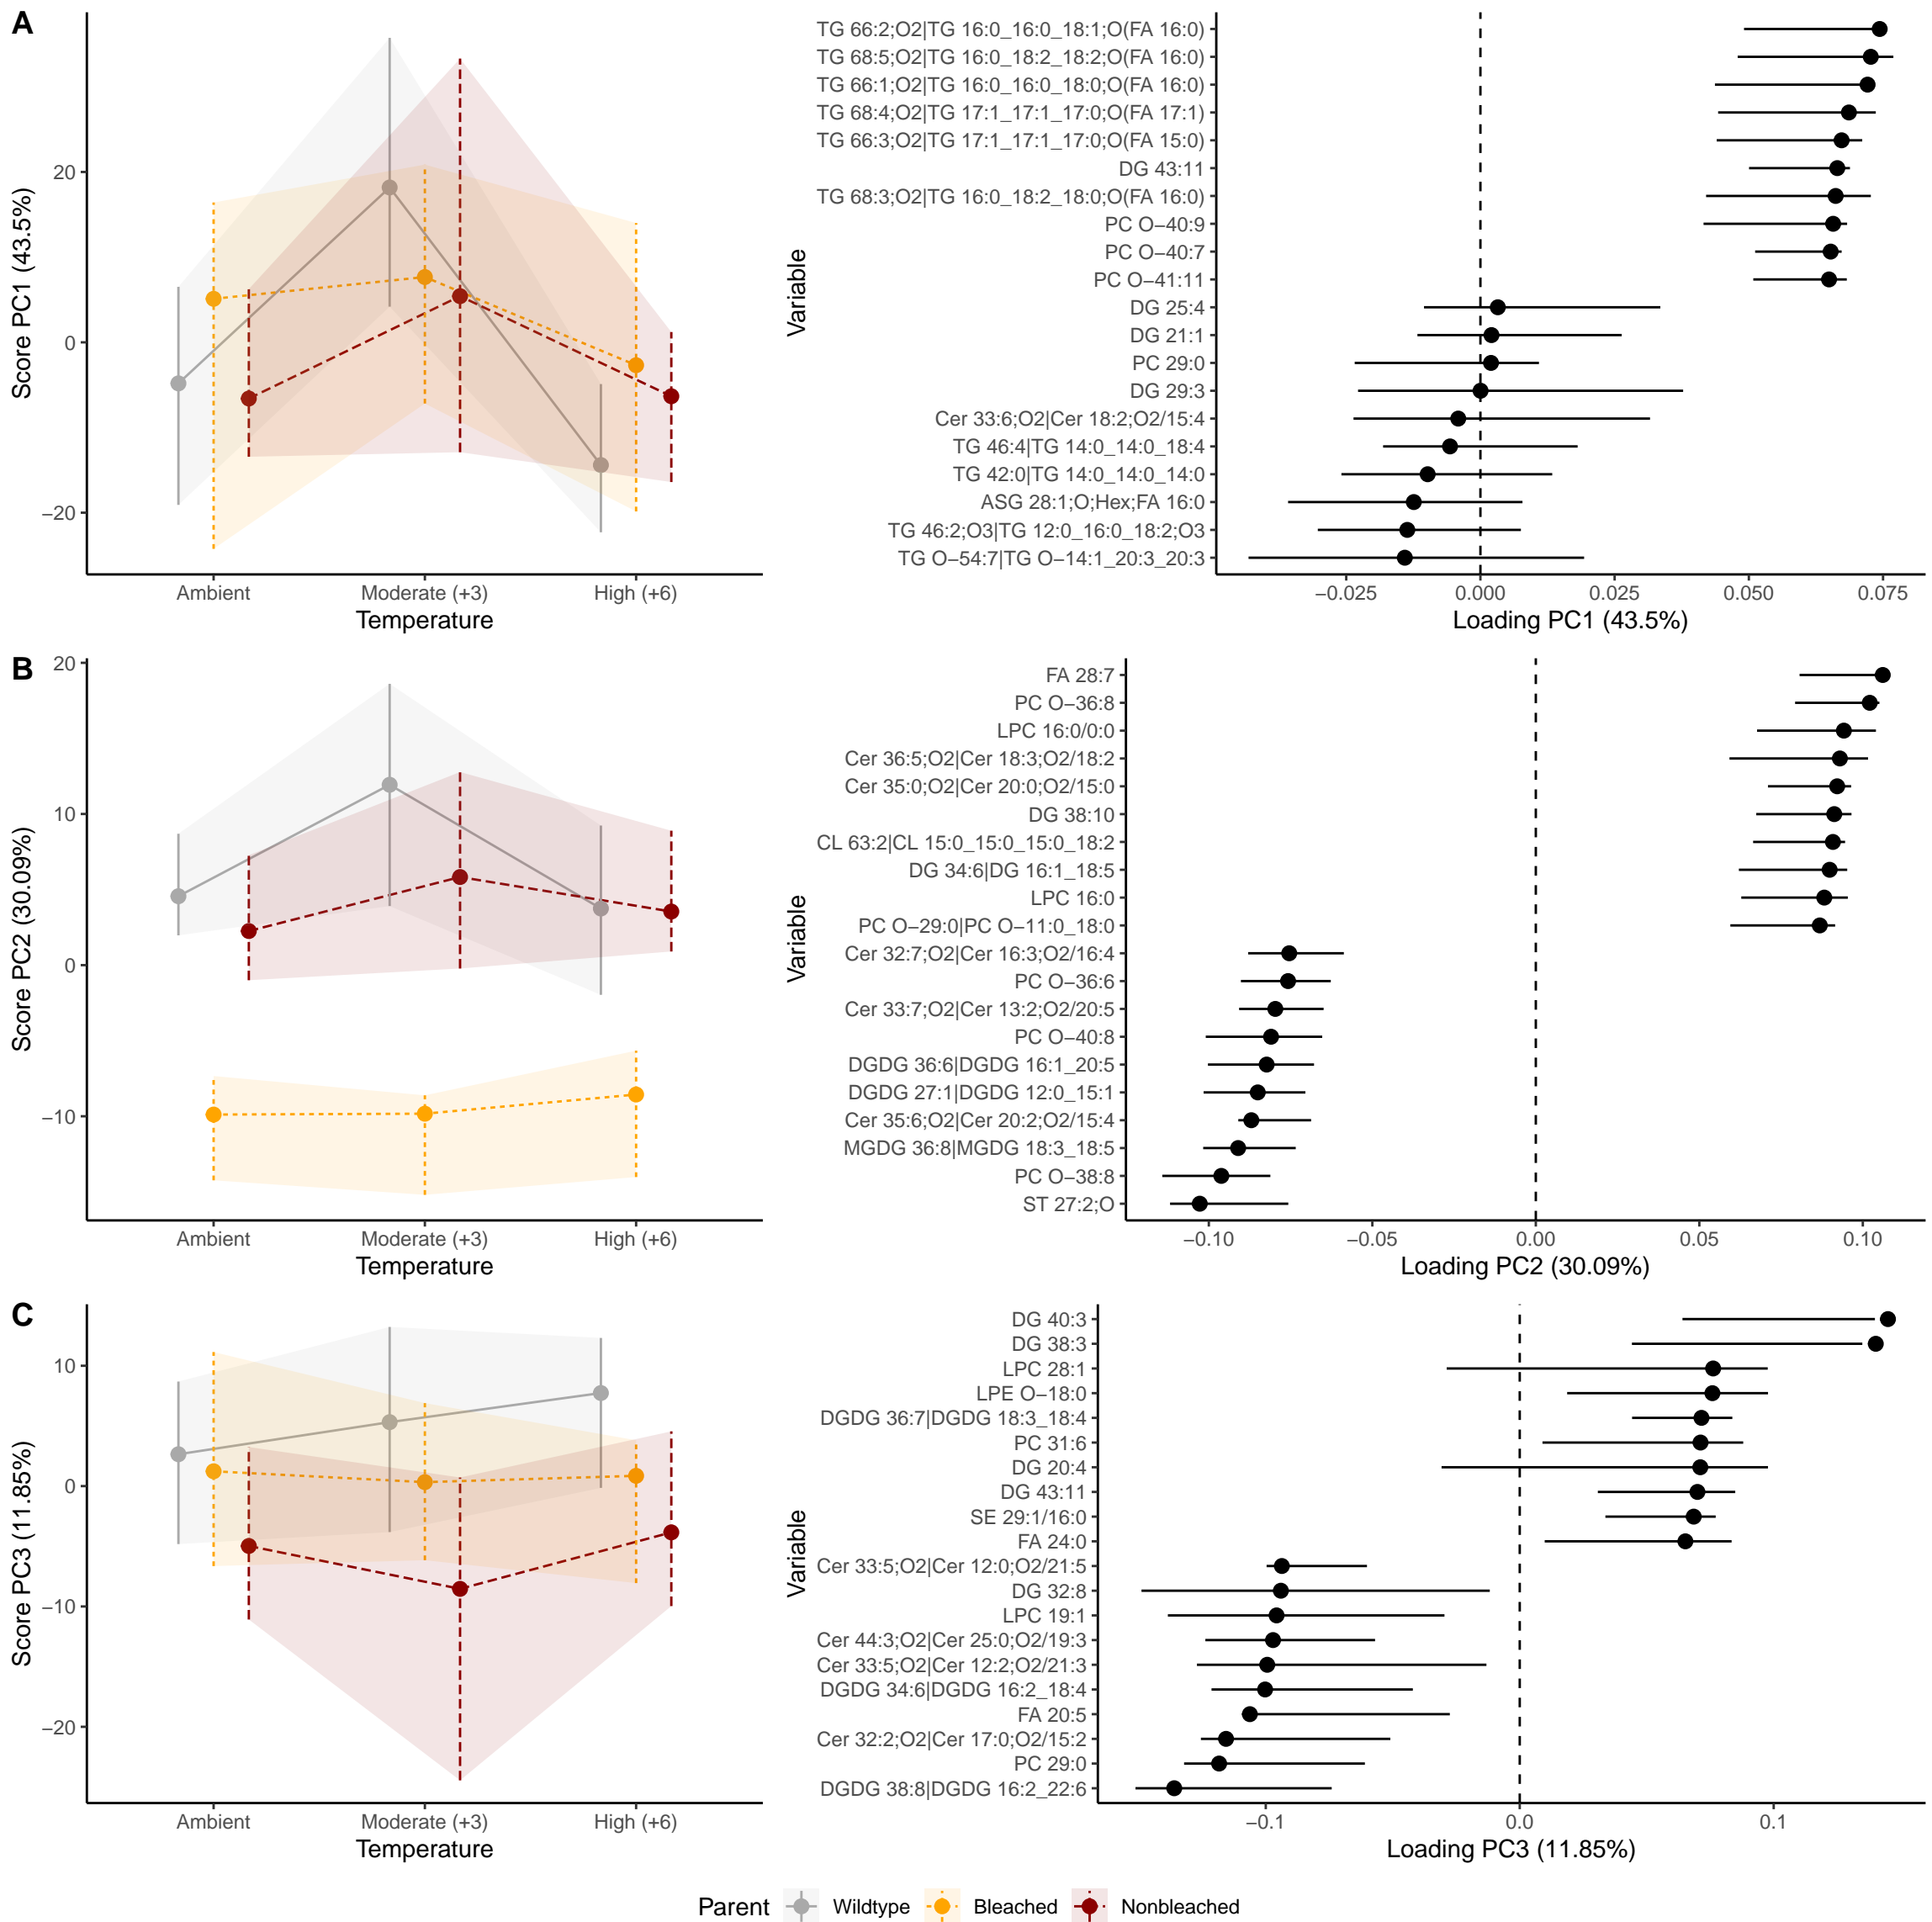 A
Score PC1 (43.5%)
20
0
−20
Ambient
Moderate (+3)
High (+6)
Temperature
Variable
TG 66:2;O2|TG 16:0_16:0_18:1;O(FA 16:0)
TG 68:5;O2|TG 16:0_18:2_18:2;O(FA 16:0)
TG 66:1;O2|TG 16:0_16:0_18:0;O(FA 16:0)
TG 68:4;O2|TG 17:1_17:1_17:0;O(FA 17:1)
TG 66:3;O2|TG 17:1_17:1_17:0;O(FA 15:0)
DG 43:11
TG 68:3;O2|TG 16:0_18:2_18:0;O(FA 16:0)
PC O−40:9
PC O−40:7
PC O−41:11
DG 25:4
DG 21:1
PC 29:0
DG 29:3
Cer 33:6;O2|Cer 18:2;O2/15:4
TG 46:4|TG 14:0_14:0_18:4
TG 42:0|TG 14:0_14:0_14:0
ASG 28:1;O;Hex;FA 16:0
TG 46:2;O3|TG 12:0_16:0_18:2;O3
TG O−54:7|TG O−14:1_20:3_20:3
−0.025
0.000
0.025
0.050
0.075
Loading PC1 (43.5%)
B
Score PC2 (30.09%)
20
10
0
−10
Ambient
Moderate (+3)
High (+6)
Temperature
Variable
FA 28:7
PC O−36:8
LPC 16:0/0:0
Cer 36:5;O2|Cer 18:3;O2/18:2
Cer 35:0;O2|Cer 20:0;O2/15:0
DG 38:10
CL 63:2|CL 15:0_15:0_15:0_18:2
DG 34:6|DG 16:1_18:5
LPC 16:0
PC O−29:0|PC O−11:0_18:0
Cer 32:7;O2|Cer 16:3;O2/16:4
PC O−36:6
Cer 33:7;O2|Cer 13:2;O2/20:5
PC O−40:8
DGDG 36:6|DGDG 16:1_20:5
DGDG 27:1|DGDG 12:0_15:1
Cer 35:6;O2|Cer 20:2;O2/15:4
MGDG 36:8|MGDG 18:3_18:5
PC O−38:8
ST 27:2;O
−0.10
−0.05
0.00
0.05
0.10
Loading PC2 (30.09%)
C
Score PC3 (11.85%)
10
0
−10
−20
Ambient
Moderate (+3)
High (+6)
Temperature
Variable
DG 40:3
DG 38:3
LPC 28:1
LPE O−18:0
DGDG 36:7|DGDG 18:3_18:4
PC 31:6
DG 20:4
DG 43:11
SE 29:1/16:0
FA 24:0
Cer 33:5;O2|Cer 12:0;O2/21:5
DG 32:8
LPC 19:1
Cer 44:3;O2|Cer 25:0;O2/19:3
Cer 33:5;O2|Cer 12:2;O2/21:3
DGDG 34:6|DGDG 16:2_18:4
FA 20:5
Cer 32:2;O2|Cer 17:0;O2/15:2
PC 29:0
DGDG 38:8|DGDG 16:2_22:6
−0.1
0.0
0.1
Loading PC3 (11.85%)
Parent Wildtype Bleached Nonbleached